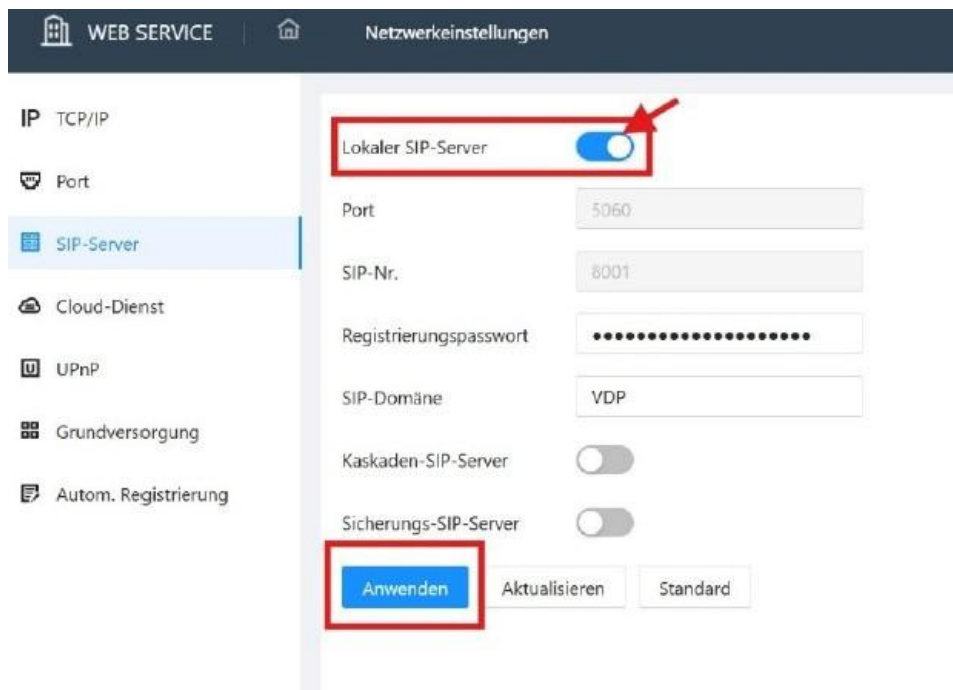 WEB SERVICE
Netzwerkeinstellungen
IP TCP/IP
Port
SIP-Server
Cloud-Dienst
U UPnP
Grundversorgung
Autom. Registrierung
Lokaler SIP-Server
Port 5060
SIP-Nr. 8001
Registrierungspasswort ••••••••••••••••••••
SIP-Domäne VDP
Kaskaden-SIP-Server
Sicherungs-SIP-Server
Anwenden Aktualisieren Standard